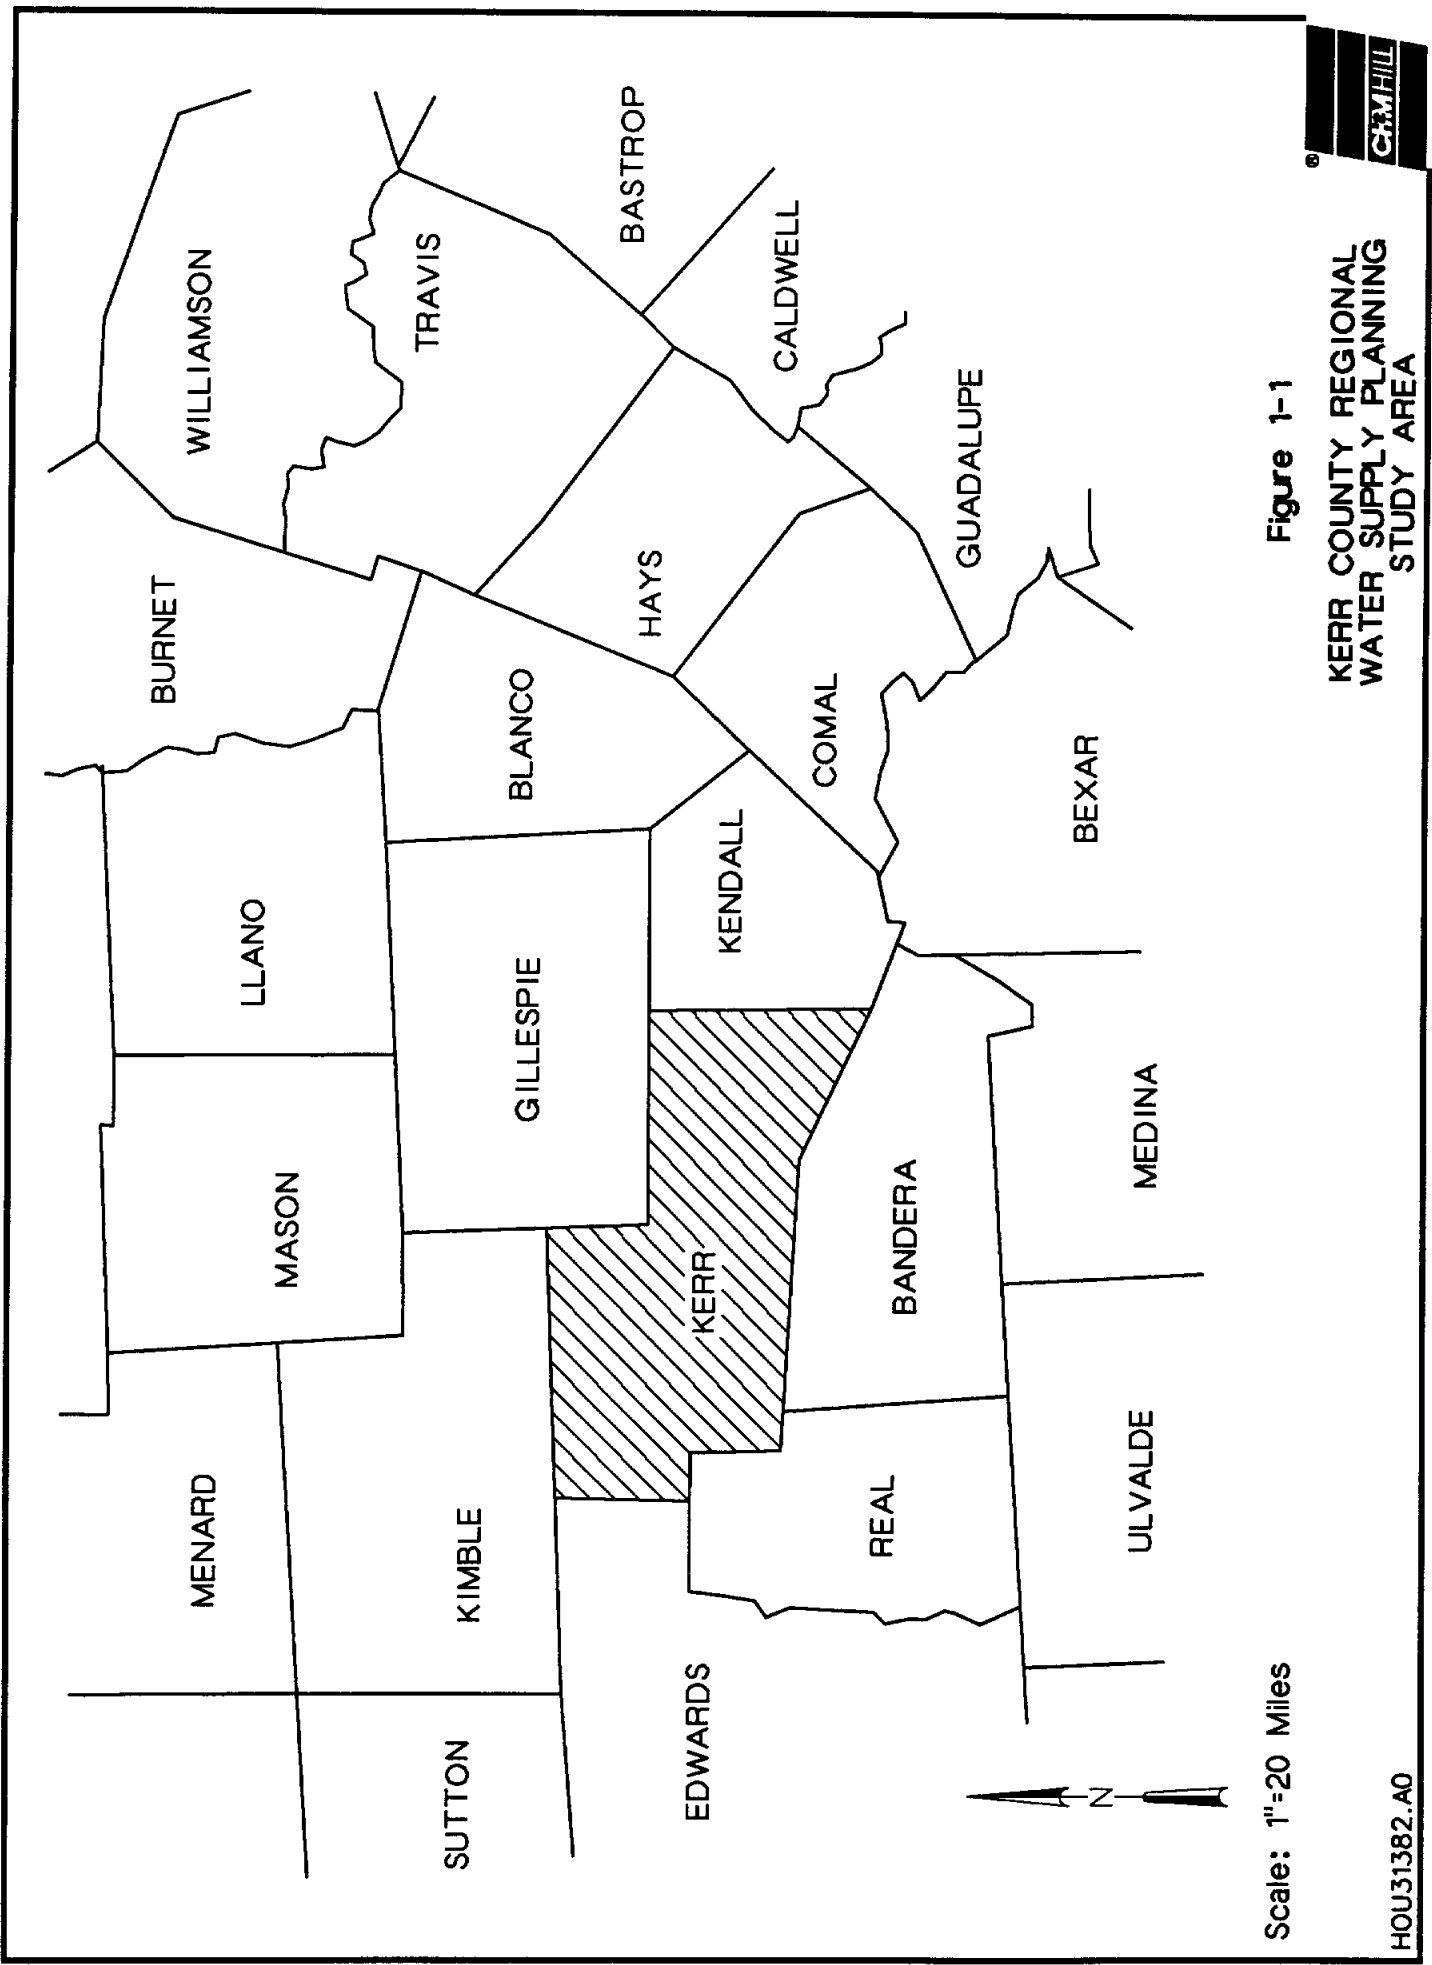 WILLIAMSON
BURNET
LLANO
MASON
MENARD
TRAVIS
BASTROP
BLANCO
HAYS
CALDWELL
GILLESPIE
KIMBLE
SUTTON
KENDALL
COMAL
GUADALUPE
KERR
EDWARDS
BANDERA
REAL
BEXAR
MEDINA
ULVALDE
N
Scale: 1"=20 Miles
Figure 1-1
KERR COUNTY REGIONAL
WATER SUPPLY PLANNING
STUDY AREA
HOU31382.A0
CH2MHILL
®